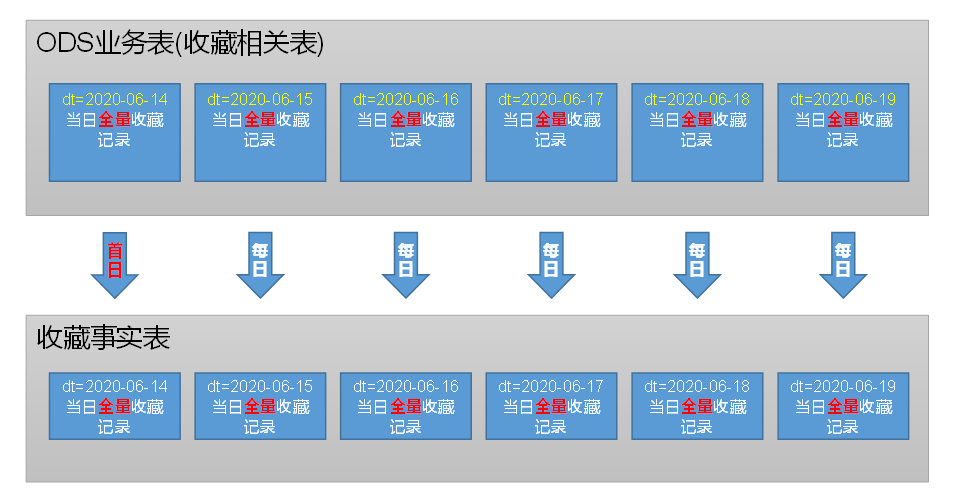 ODS业务表(收藏相关表)
dt=2020-06-14
当日全量收藏
记录
dt=2020-06-15
当日全量收藏
记录
dt=2020-06-16
当日全量收藏
记录
dt=2020-06-17
当日全量收藏
记录
dt=2020-06-18
当日全量收藏
记录
dt=2020-06-19
当日全量收藏
记录
首
日
每
日
每
日
每
日
每
日
每
日
收藏事实表
dt=2020-06-14
当日全量收藏
记录
dt=2020-06-15
当日全量收藏
记录
dt=2020-06-16
当日全量收藏
记录
dt=2020-06-17
当日全量收藏
记录
dt=2020-06-18
当日全量收藏
记录
dt=2020-06-19
当日全量收藏
记录